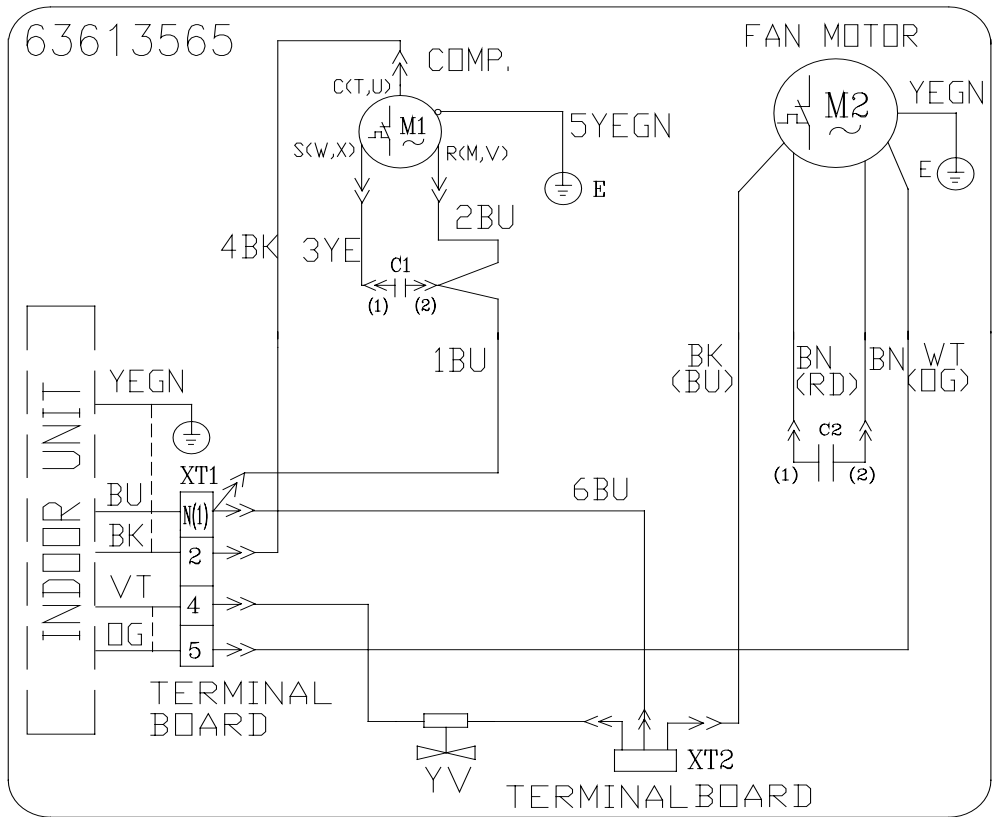 63613565
FAN MOTOR
COMP.
C(T,U)
M1
~
S(W,X)
R(M,V)
5YEGN
E
M2
~
YEGN
E
2BU
4BK
3YE
C1
(1)
(2)
1BU
BK
(BU)
BN
(RD)
BN
WT
(OG)
C2
(1)
(2)
INDOOR UNIT
YEGN
XT1
BU
N(1)
6BU
BK
2
VT
4
OG
5
TERMINAL
BOARD
YV
XT2
TERMINAL BOARD